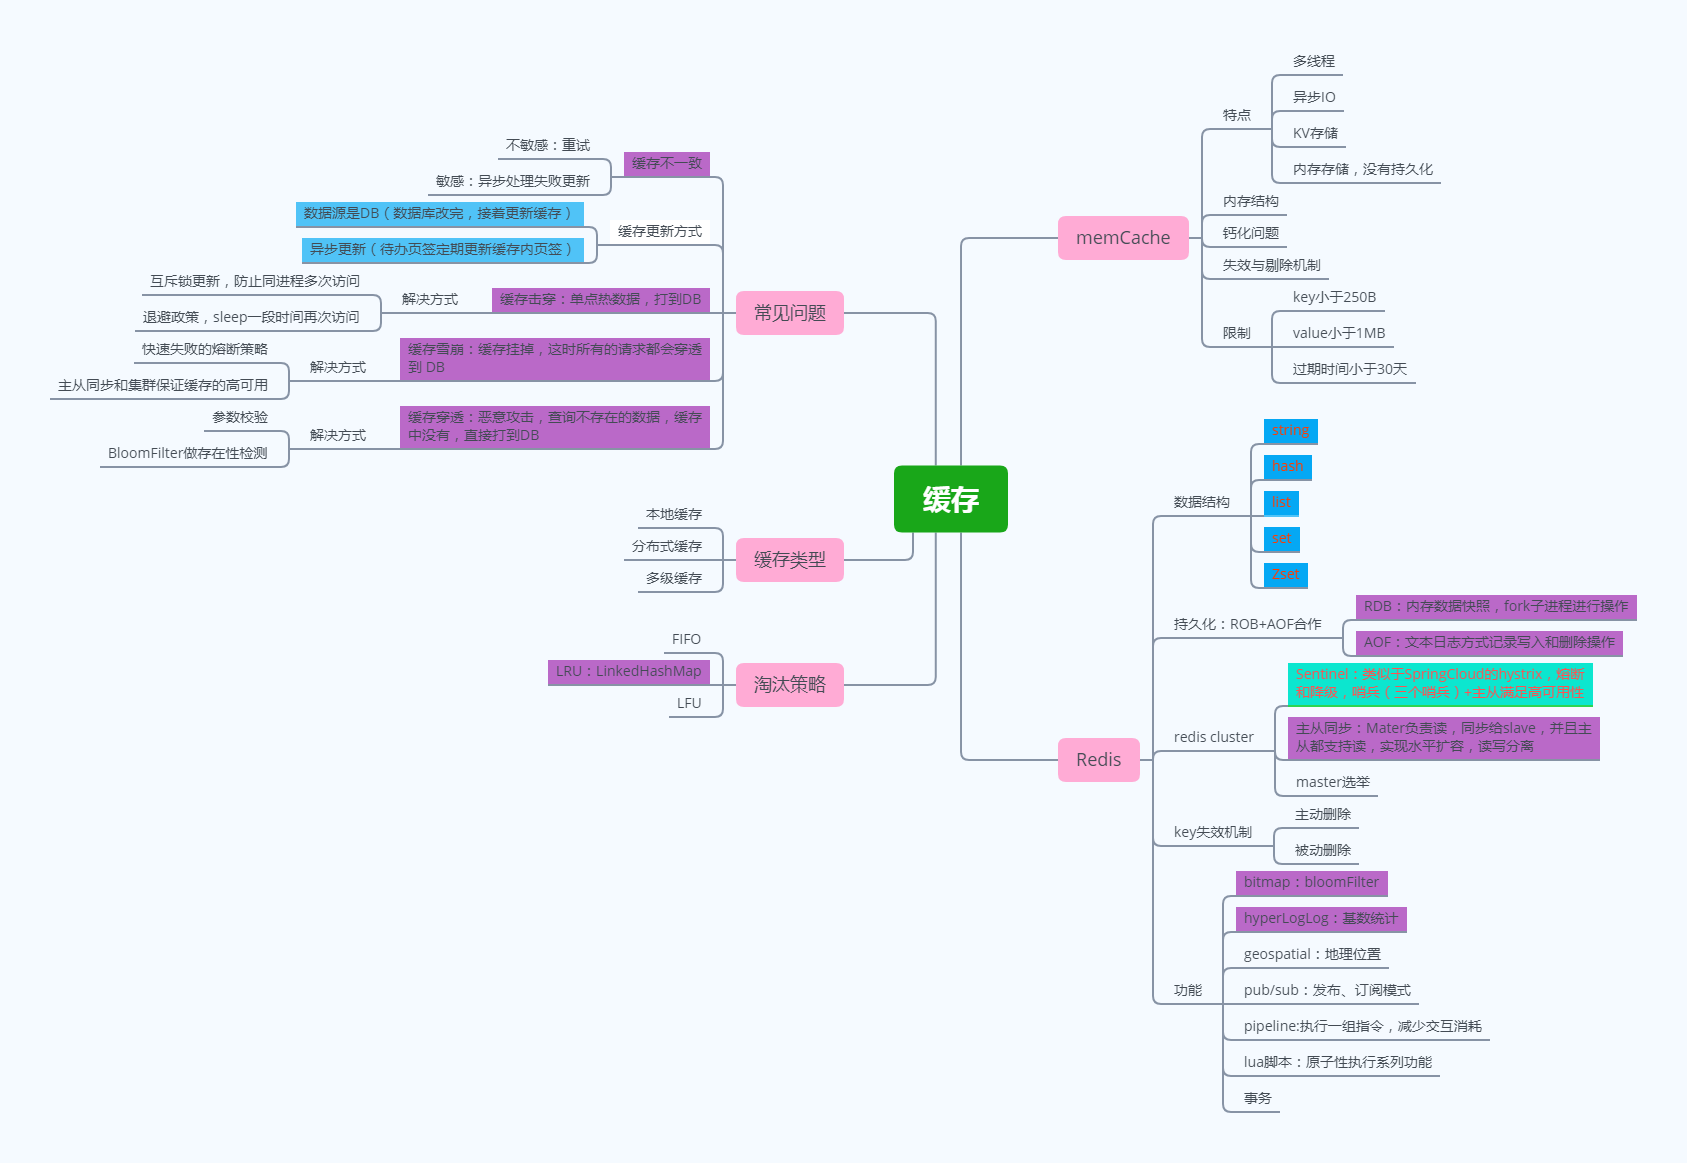 缓存
常见问题
缓存不一致
不敏感：重试
敏感：异步处理失败更新
缓存更新方式
数据源是DB（数据库改完，接着更新缓存）
异步更新（待办页签定期更新缓存内页签）
缓存击穿：单点热数据，打到DB
解决方式
互斥锁更新，防止同进程多次访问
退避政策，sleep一段时间再次访问
缓存雪崩：缓存挂掉，这时所有的请求都会穿透
到 DB
解决方式
快速失败的熔断策略
主从同步和集群保证缓存的高可用
缓存穿透：恶意攻击，查询不存在的数据，缓存
中没有，直接打到DB
解决方式
参数校验
BloomFilter做存在性检测
缓存类型
本地缓存
分布式缓存
多级缓存
淘汰策略
FIFO
LRU：LinkedHashMap
LFU
memCache
特点
多线程
异步IO
KV存储
内存存储，没有持久化
内存结构
钙化问题
失效与剔除机制
限制
key小于250B
value小于1MB
过期时间小于30天
Redis
数据结构
string
hash
list
set
Zset
持久化：ROB+AOF合作
RDB：内存数据快照，fork子进程进行操作
AOF：文本日志方式记录写入和删除操作
redis cluster
Sentinel：类似于SpringCloud的hystrix，熔断
和降级，哨兵（三个哨兵）+主从满足高可用性
主从同步：Mater负责读，同步给slave，并且主
从都支持读，实现水平扩容，读写分离
master选举
key失效机制
主动删除
被动删除
功能
bitmap：bloomFilter
hyperLogLog：基数统计
geospatial：地理位置
pub/sub：发布、订阅模式
pipeline:执行一组指令，减少交互消耗
lua脚本：原子性执行系列功能
事务